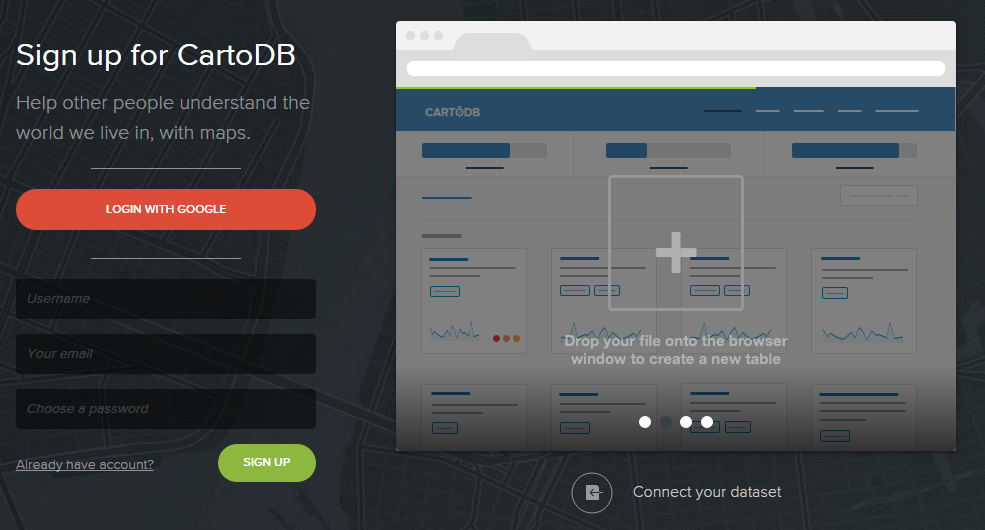 Sign up for CartoDB
Help other people understand the
world we live in, with maps.
LOGIN WITH GOOGLE
Username
Your email
Choose a password
Already have account?
SIGN UP
CARTODB
Drop your file onto the browser
window to create a new table
Connect your dataset